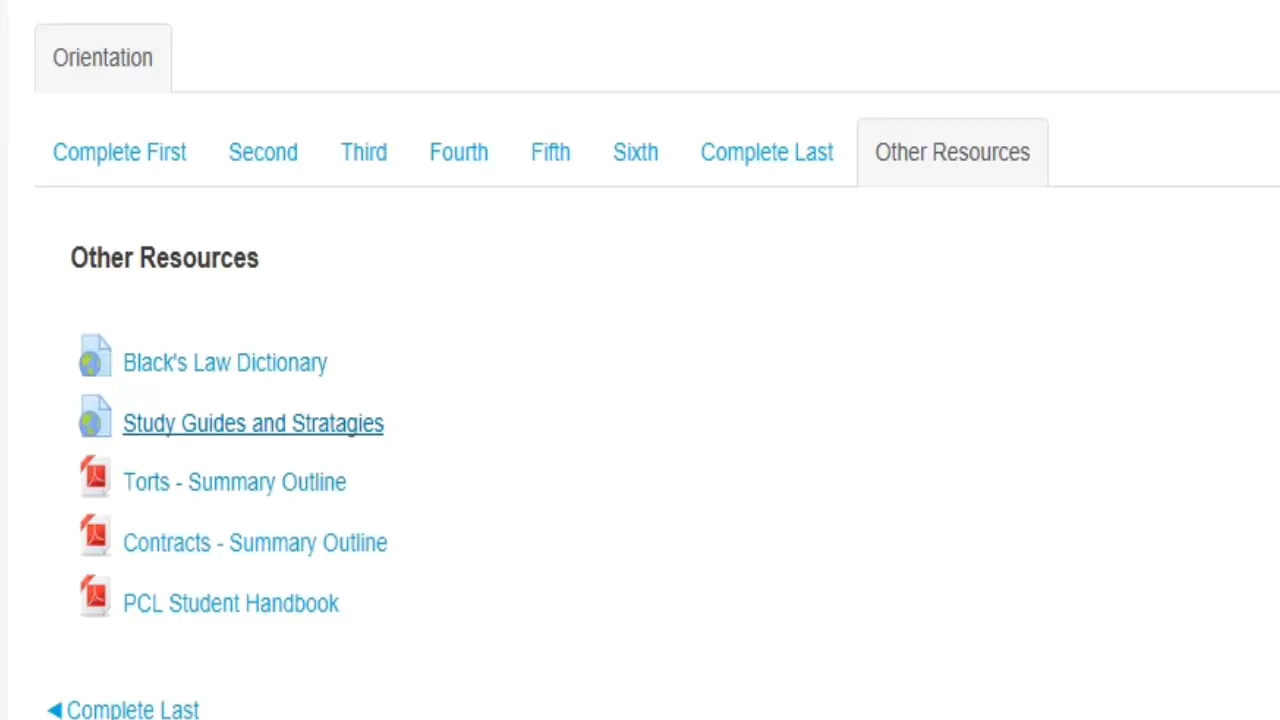 Orientation
Complete First Second Third Fourth Fifth Sixth Complete Last Other Resources
Other Resources
Black's Law Dictionary
Study Guides and Stratagies
Torts - Summary Outline
Contracts - Summary Outline
PCL Student Handbook
◀ Complete Last